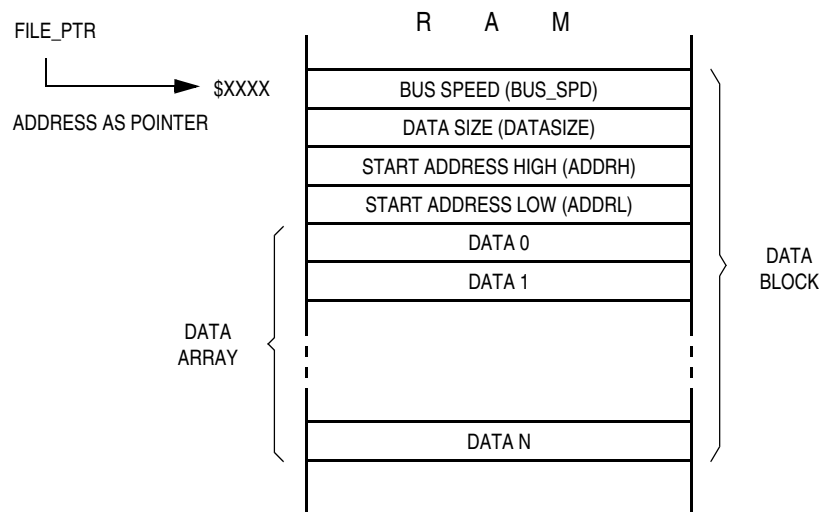 R A M
FILE_PTR
$XXXX
ADDRESS AS POINTER
BUS SPEED (BUS_SPD)
DATA SIZE (DATASIZE)
START ADDRESS HIGH (ADDRH)
START ADDRESS LOW (ADDRL)
DATA 0
DATA 1
DATA
BLOCK
DATA
ARRAY
DATA N